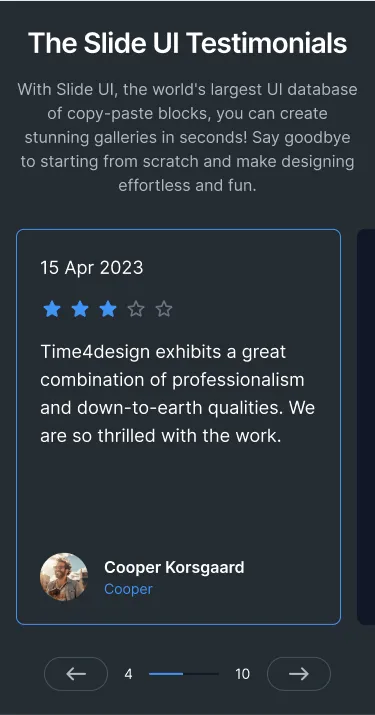 The Slide UI Testimonials
With Slide UI, the world's largest UI database
of copy-paste blocks, you can create
stunning galleries in seconds! Say goodbye
to starting from scratch and make designing
effortless and fun.
15 Apr 2023
Time4design exhibits a great
combination of professionalism
and down-to-earth qualities. We
are so thrilled with the work.
Cooper Korsgaard
Cooper
4 10